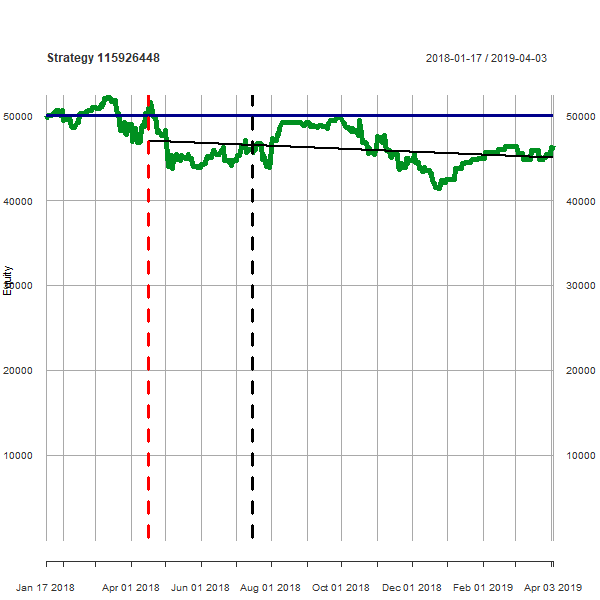 Strategy 115926448
2018-01-17 / 2019-04-03
50000
50000
40000
40000
Equity
30000
30000
20000
20000
10000
10000
Jan 17 2018
Apr 01 2018
Jun 01 2018
Aug 01 2018
Oct 01 2018
Dec 01 2018
Feb 01 2019
Apr 03 2019